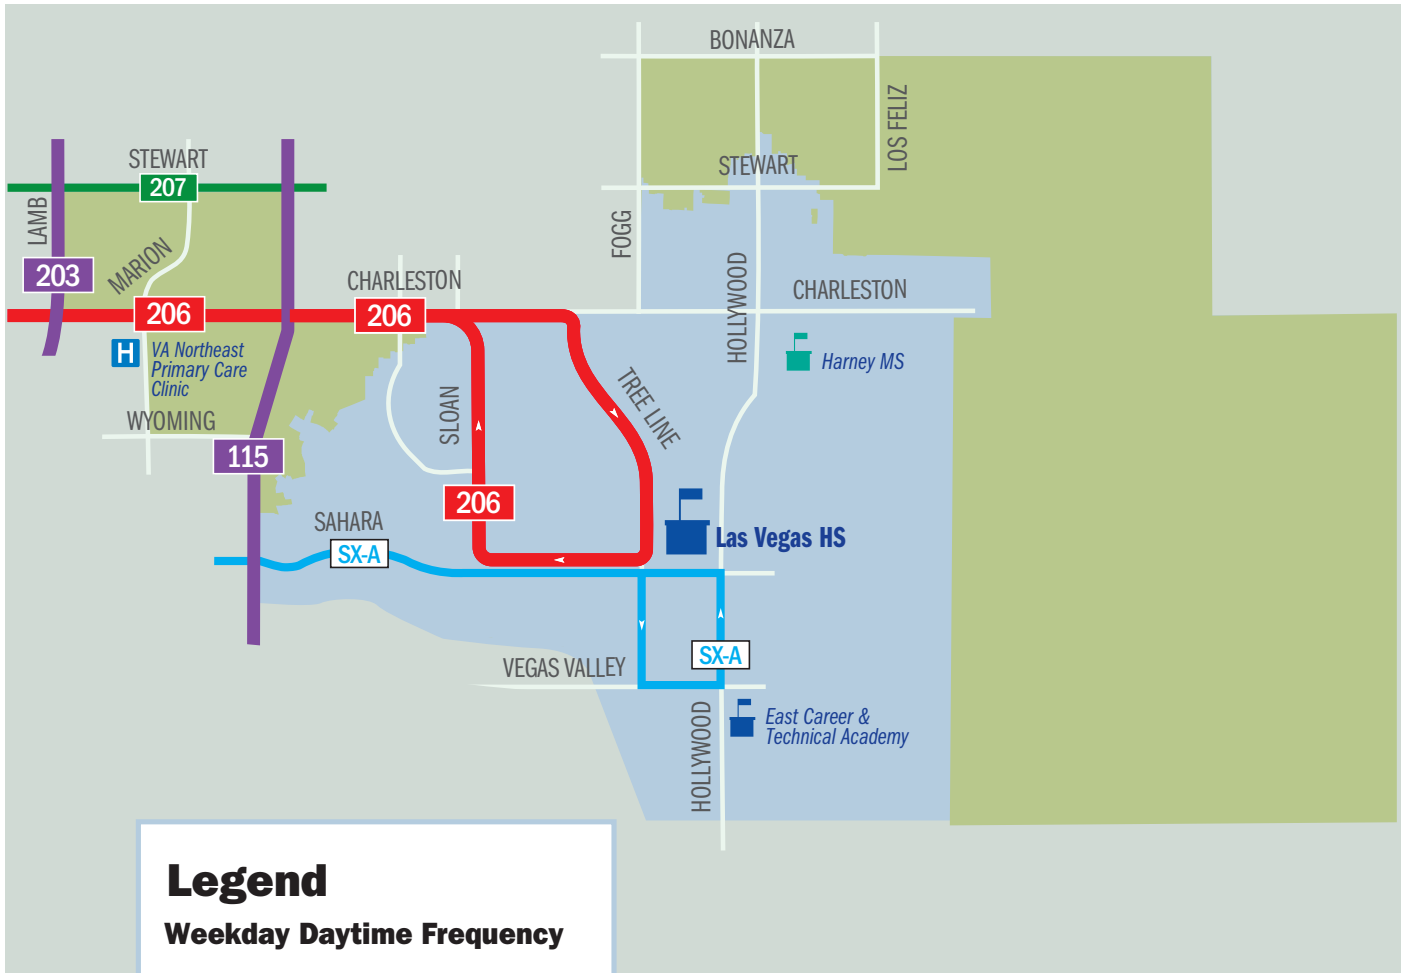 BONANZA
LOS FELIZ
STEWART
207
STEWART
LAMB
FOGG
MARION
203
HOLLYWOOD
CHARLESTON
CHARLESTON
206
206
H
VA Northeast
Primary Care
Clinic
Harney MS
TREE LINE
SLOAN
WYOMING
115
206
SAHARA
Las Vegas HS
SX-A
SX-A
VEGAS VALLEY
HOLLYWOOD
East Career &
Technical Academy
Legend
Weekday Daytime Frequency